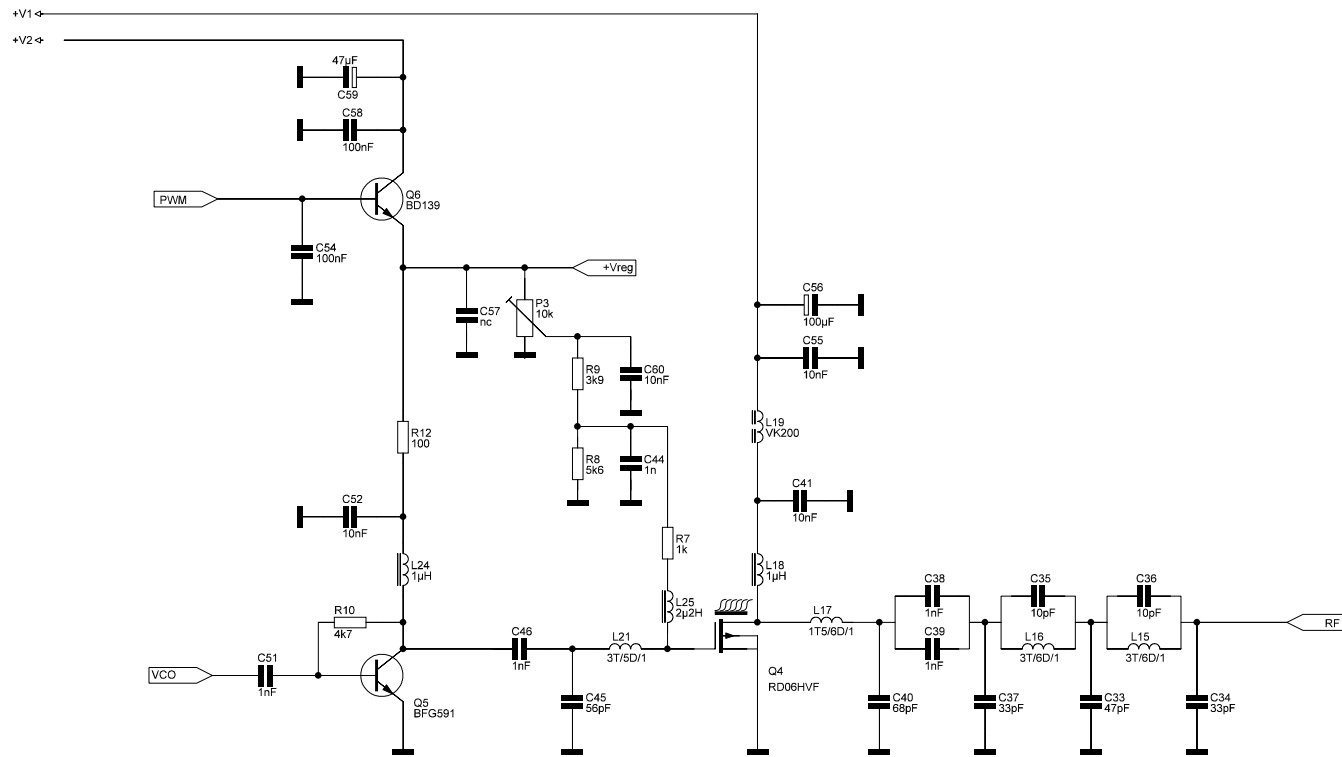 +V1
+V2
47µF
C59
C58
100nF
PWM
Q6
BD139
C54
100nF
+Vreg
C57
nc
P3
10k
C56
100µF
C55
10nF
R9
3k9
C60
10nF
L19
VK200
R12
100
R8
5k6
C44
1n
C52
10nF
C41
10nF
R7
1k
L24
1µH
L18
1µH
L25
2µ2H
R10
4k7
C46
1nF
L21
3T/5D/1
L17
1T5/6D/1
C38
1nF
C39
1nF
C35
10pF
L16
3T/6D/1
C36
10pF
L15
3T/6D/1
RF
VCO
C51
1nF
Q5
BFG591
C45
56pF
Q4
RD06HVF
C40
68pF
C37
33pF
C33
47pF
C34
33pF